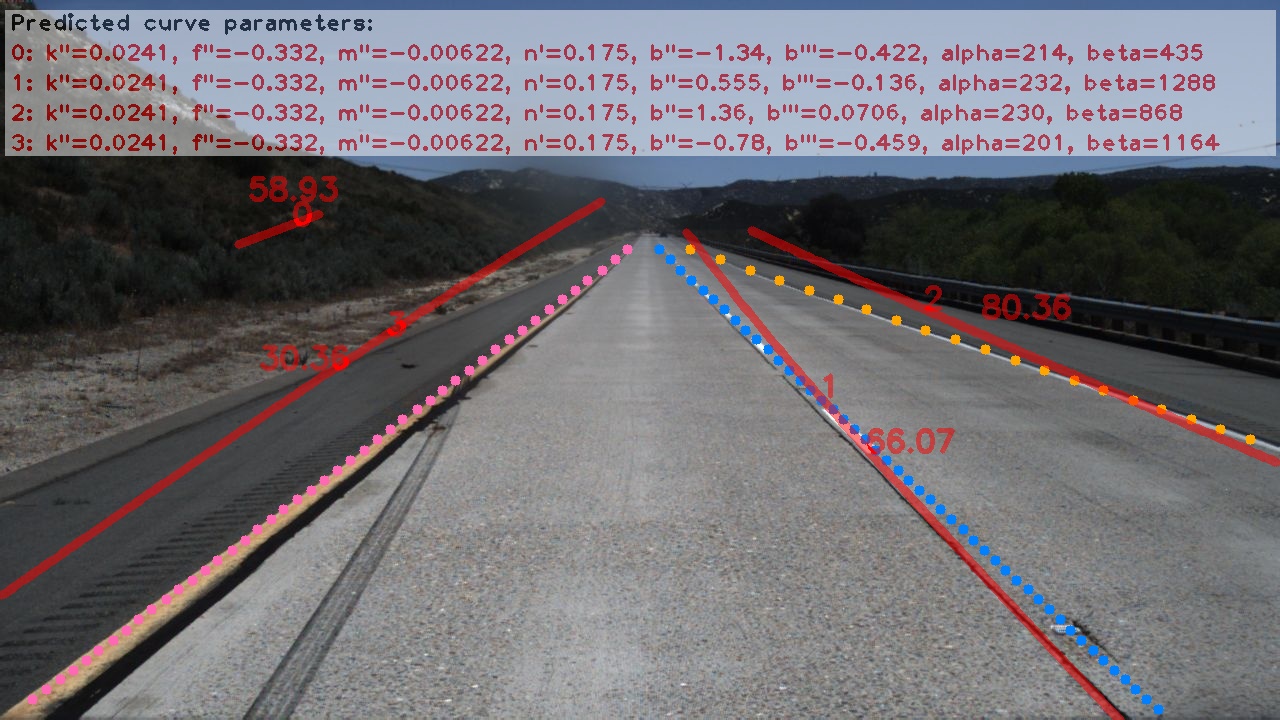 Predicted curve parameters:
0: k''=0.0241, f''=−0.332, m''=−0.00622, n'=0.175, b''=−1.34, b'''=−0.422, alpha=214, beta=435
1: k''=0.0241, f''=−0.332, m''=−0.00622, n'=0.175, b''=0.555, b'''=−0.136, alpha=232, beta=1288
2: k''=0.0241, f''=−0.332, m''=−0.00622, n'=0.175, b''=1.36, b'''=0.0706, alpha=230, beta=868
3: k''=0.0241, f''=−0.332, m''=−0.00622, n'=0.175, b''=−0.78, b'''=−0.459, alpha=201, beta=1164
58.93
0
2
80.36
3
30.36
1
66.07